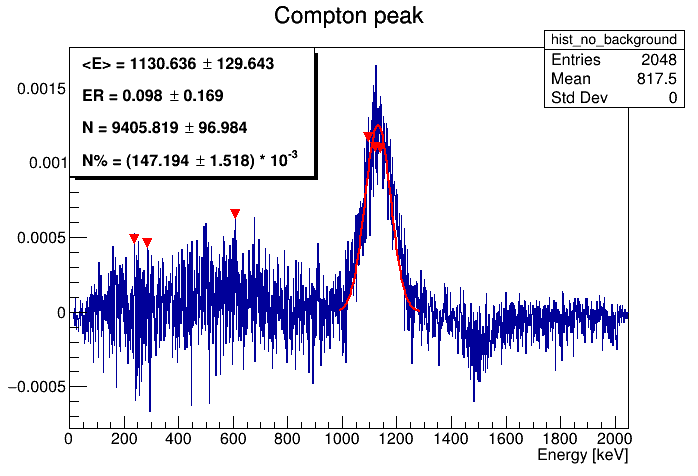 Compton peak
hist_no_background
Entries 2048
Mean 817.5
Std Dev 0
<E> = 1130.636 ± 129.643
ER = 0.098 ± 0.169
N = 9405.819 ± 96.984
N% = (147.194 ± 1.518) * 10^-3
0.0015
0.001
0.0005
0
−0.0005
0 200 400 600 800 1000 1200 1400 1600 1800 2000
Energy [keV]